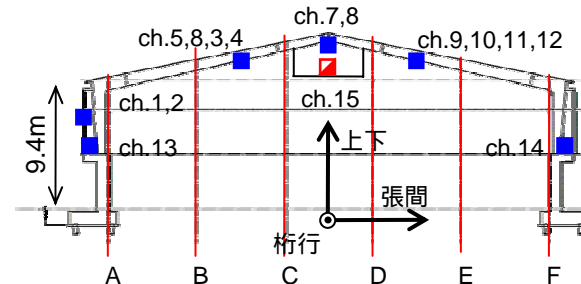 ch.7,8
ch.5,8,3,4
ch.9,10,11,12
ch.1,2
ch.15
9.4m
ch.13
上下
ch.14
張間
桁行
A B C D E F